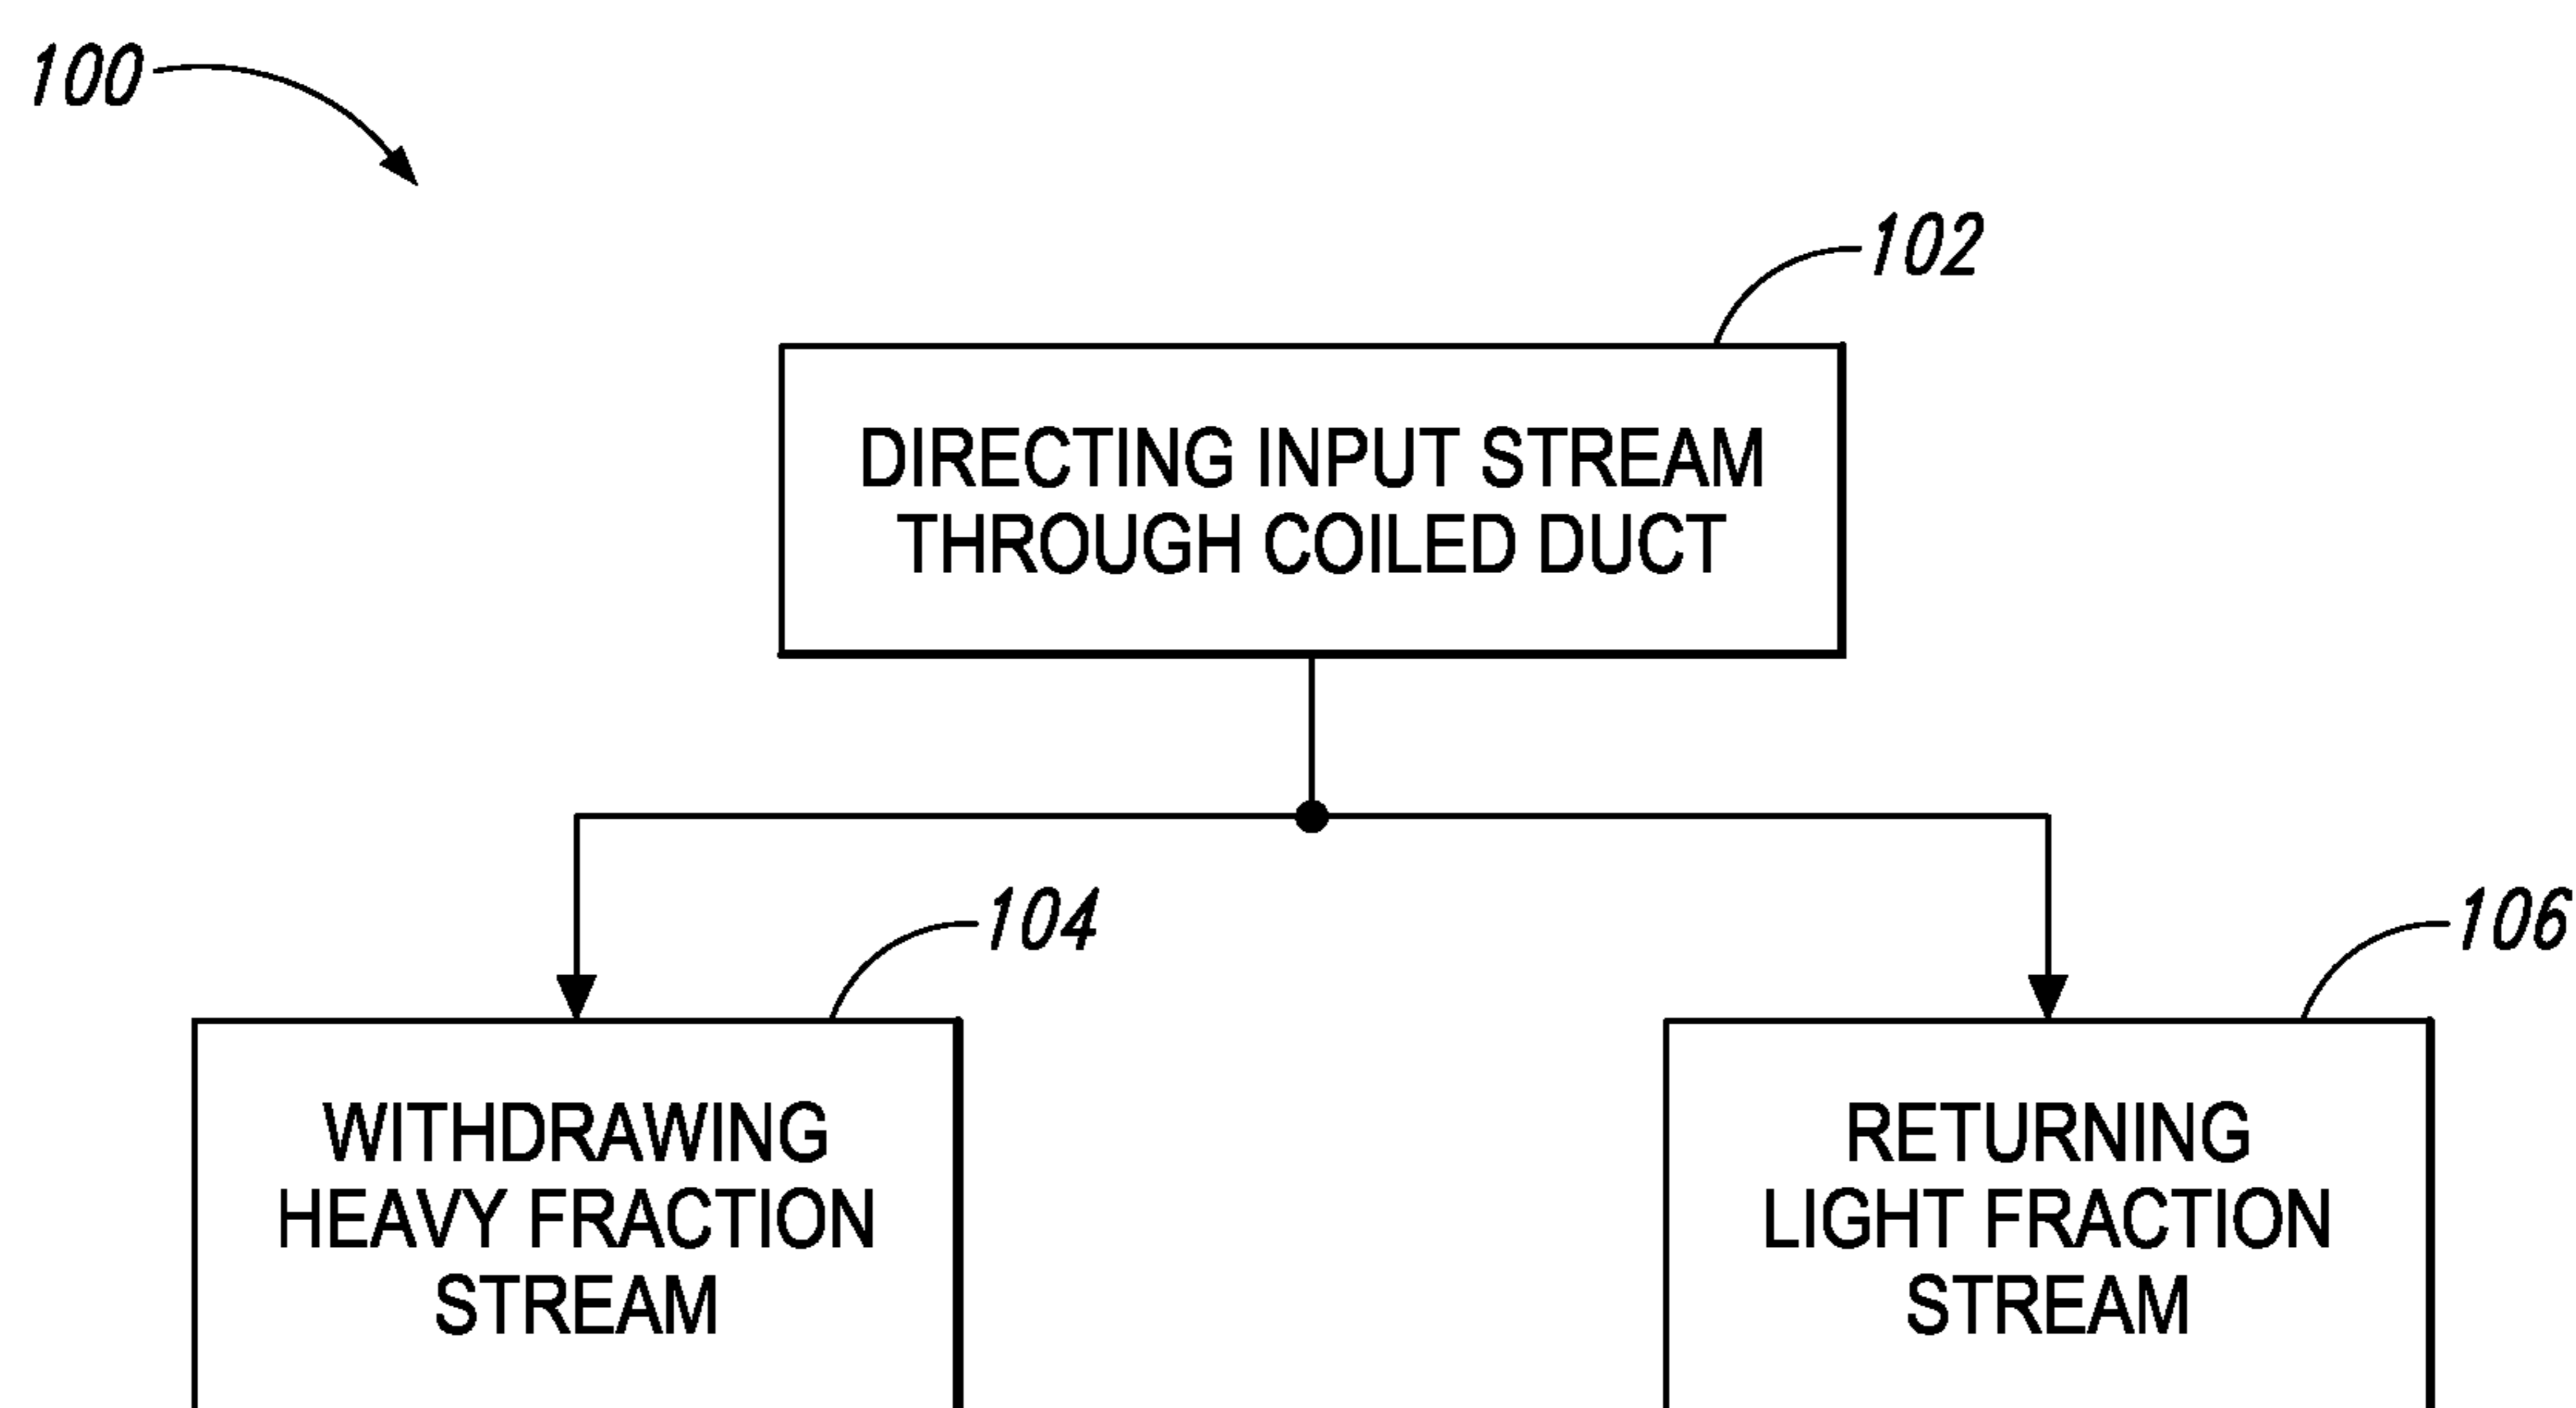 100
102
DIRECTING INPUT STREAM
THROUGH COILED DUCT
104
106
WITHDRAWING
HEAVY FRACTION
STREAM
RETURNING
LIGHT FRACTION
STREAM